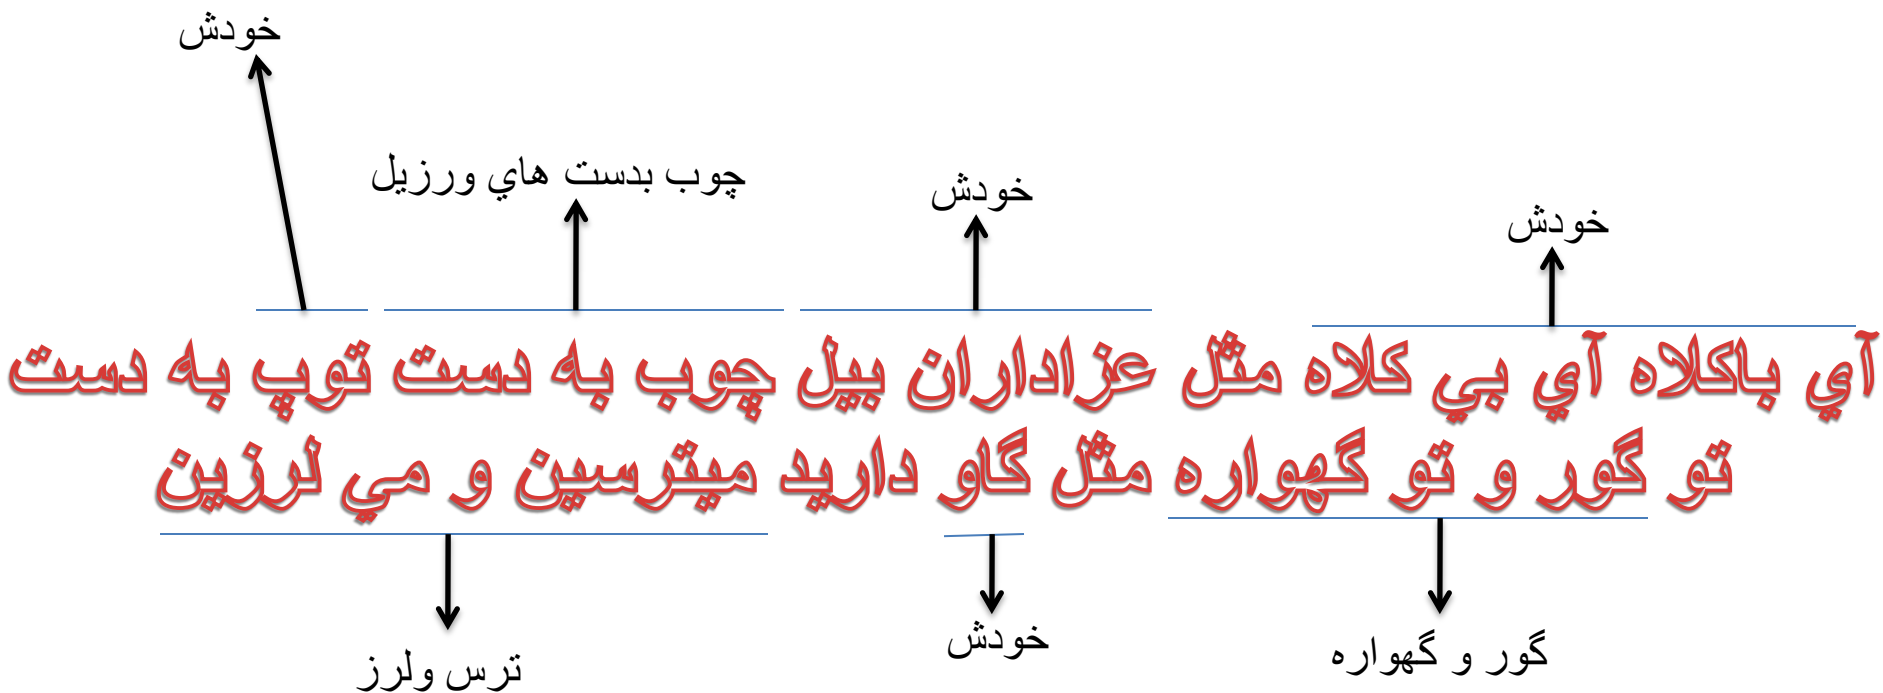 خودش
چوب بدست هاي ورزيل
خودش
خودش
آي باكلاه آي بي كلاه مثل عزاداران بيل چوب به دست توپ به دست
تو گور و تو گهواره مثل گاو داريد ميترسين و مي لرزين
گور و گهواره
خودش
ترس ولرز